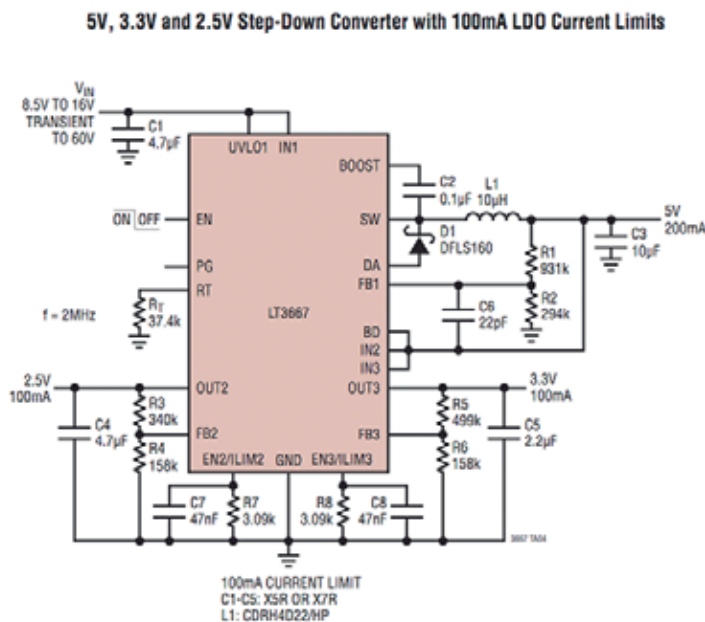 5V, 3.3V and 2.5V Step-Down Converter with 100mA LDO Current Limits
VIN
8.5V TO 16V
TRANSIENT
TO 60V
C1
4.7µF
UVLO1 IN1
BOOST
C2
0.1µF
L1
10µH
ON OFF
EN
SW
5V
200mA
D1
DFLS160
C3
10µF
R1
931k
PG
DA
RT
FB1
f = 2MHz
RT
37.4k
LT3667
C6
22pF
R2
294k
BD
IN2
IN3
2.5V
100mA
OUT2
OUT3
3.3V
100mA
C4
4.7µF
R3
340k
R5
499k
C5
2.2µF
FB2
FB3
R4
158k
R6
158k
EN2/ILIM2 GND EN3/ILIM3
C7
47nF
R7
3.09k
R8
3.09k
C8
47nF
3667 TA04
100mA CURRENT LIMIT
C1-C5: X5R OR X7R
L1: CDRH4D22/HP